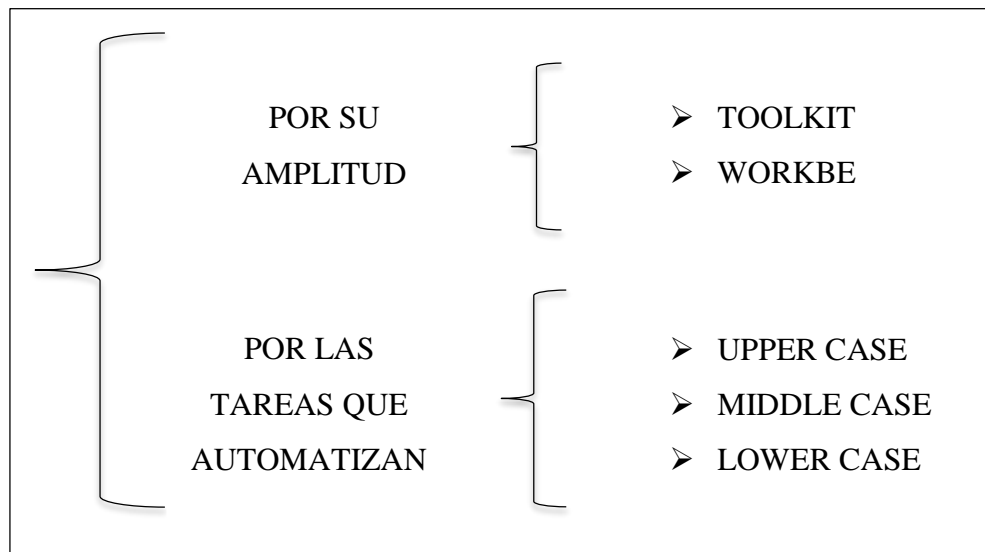 POR SU
AMPLITUD
➢ TOOLKIT
➢ WORKBE
POR LAS
TAREAS QUE
AUTOMATIZAN
➢ UPPER CASE
➢ MIDDLE CASE
➢ LOWER CASE